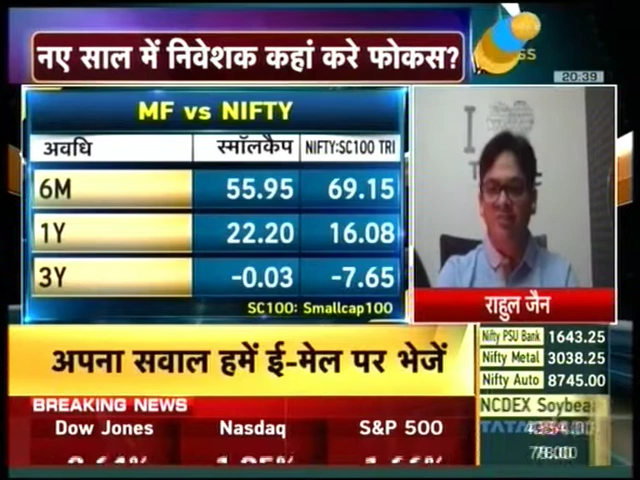 नए साल में निवेशक कहां करे फोकस?
20:39
MF vs NIFTY
अवधि स्मॉलकैप NIFTY:SC100 TRI
6M 55.95 69.15
1Y 22.20 16.08
3Y -0.03 -7.65
SC100: Smallcap100
राहुल जैन
अपना सवाल हमें ई-मेल पर भेजें
Nifty PSU Bank 1643.25
Nifty Metal 3038.25
Nifty Auto 8745.00
NCDEX Soybea
BREAKING NEWS
Dow Jones Nasdaq S&P 500